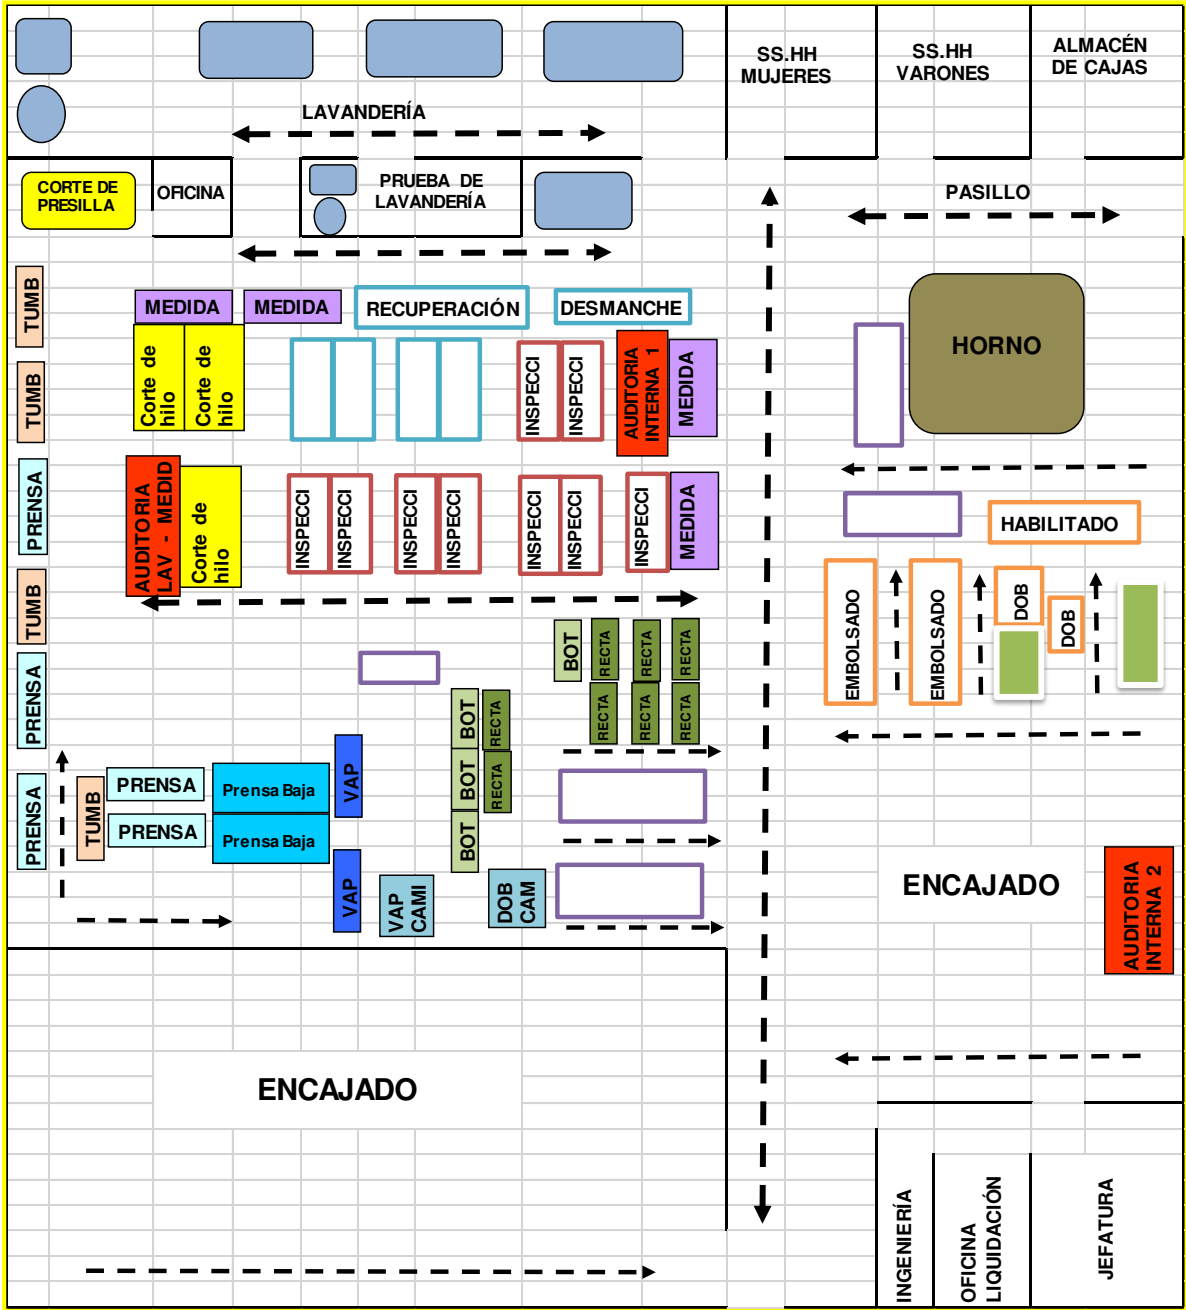 SS.HH
MUJERES
SS.HH
VARONES
ALMACÉN
DE CAJAS
LAVANDERÍA
CORTE DE
PRESILLA
OFICINA
PRUEBA DE
LAVANDERÍA
PASILLO
TUMB
MEDIDA
MEDIDA
RECUPERACIÓN
DESMANCHE
HORNO
TUMB
Corte de
hilo
Corte de
hilo
INSPECCI
INSPECCI
AUDITORIA
INTERNA 1
MEDIDA
PRENSA
AUDITORIA
LAV - MEDID
Corte de
hilo
INSPECCI
INSPECCI
INSPECCI
INSPECCI
INSPECCI
INSPECCI
INSPECCI
MEDIDA
HABILITADO
TUMB
EMBOLSADO
EMBOLSADO
DOB
DOB
BOT
RECTA
RECTA
RECTA
PRENSA
RECTA
RECTA
RECTA
BOT
RECTA
BOT
RECTA
BOT
PRENSA
TUMB
PRENSA
PRENSA
Prensa Baja
Prensa Baja
VAP
VAP
VAP
CAMI
DOB
CAM
ENCAJADO
AUDITORIA
INTERNA 2
ENCAJADO
INGENIERÍA
OFICINA
LIQUIDACIÓN
JEFATURA